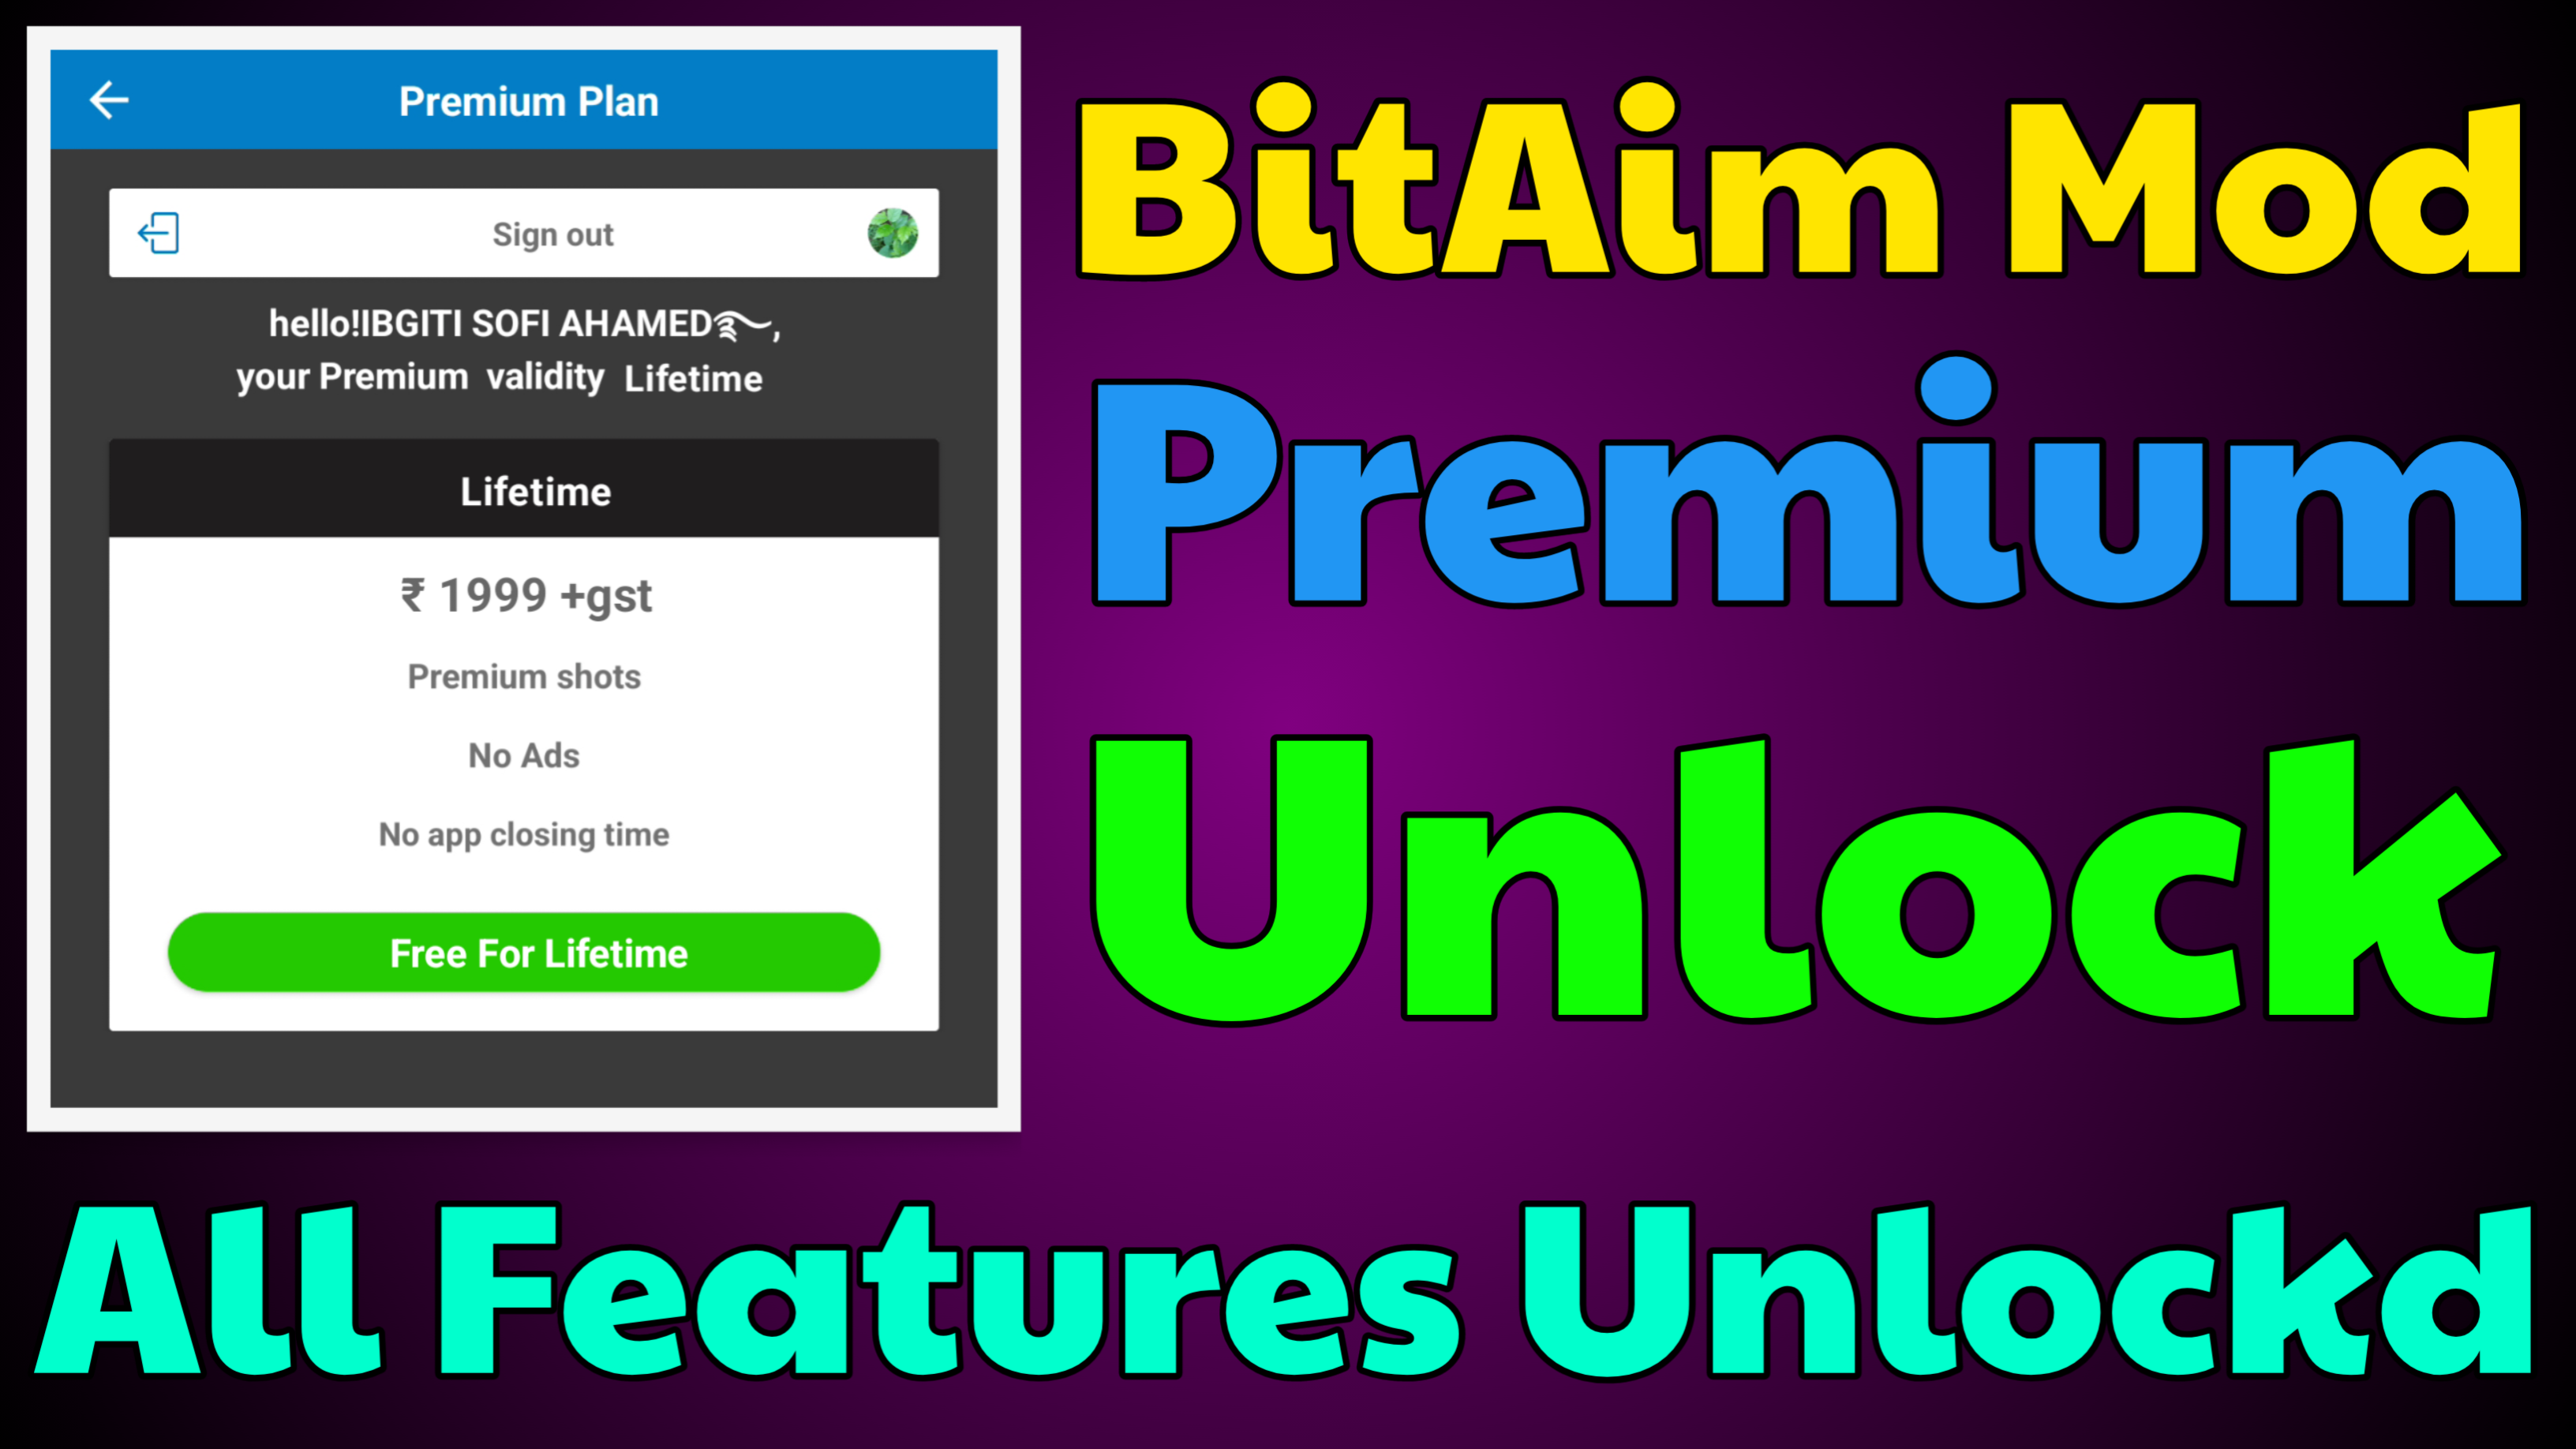 Premium Plan
Sign out
hello!IBGITI SOFI AHAMED࿐,
your Premium validity Lifetime
Lifetime
₹ 1999 +gst
Premium shots
No Ads
No app closing time
Free For Lifetime
BitAim Mod
Premium
Unlock
All Features Unlockd